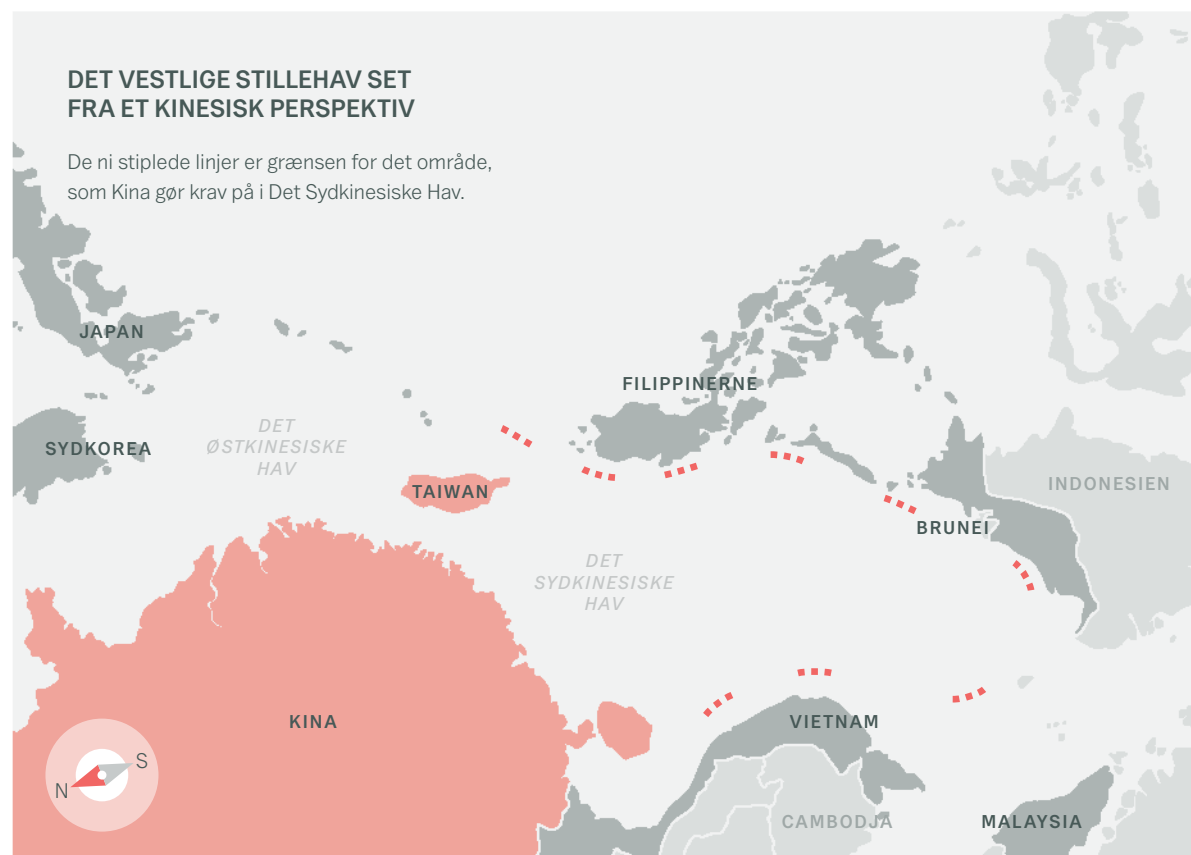 DET VESTLIGE STILLEHAV SET
FRA ET KINESISK PERSPEKTIV
De ni stiplede linjer er grænsen for det område,
som Kina gør krav på i Det Sydkinesiske Hav.
JAPAN
FILIPPINERNE
SYDKOREA
DET
ØSTKINESISKE
HAV
TAIWAN
INDONESIEN
BRUNEI
DET
SYDKINESISKE
HAV
KINA
VIETNAM
S
N
CAMBODJA
MALAYSIA